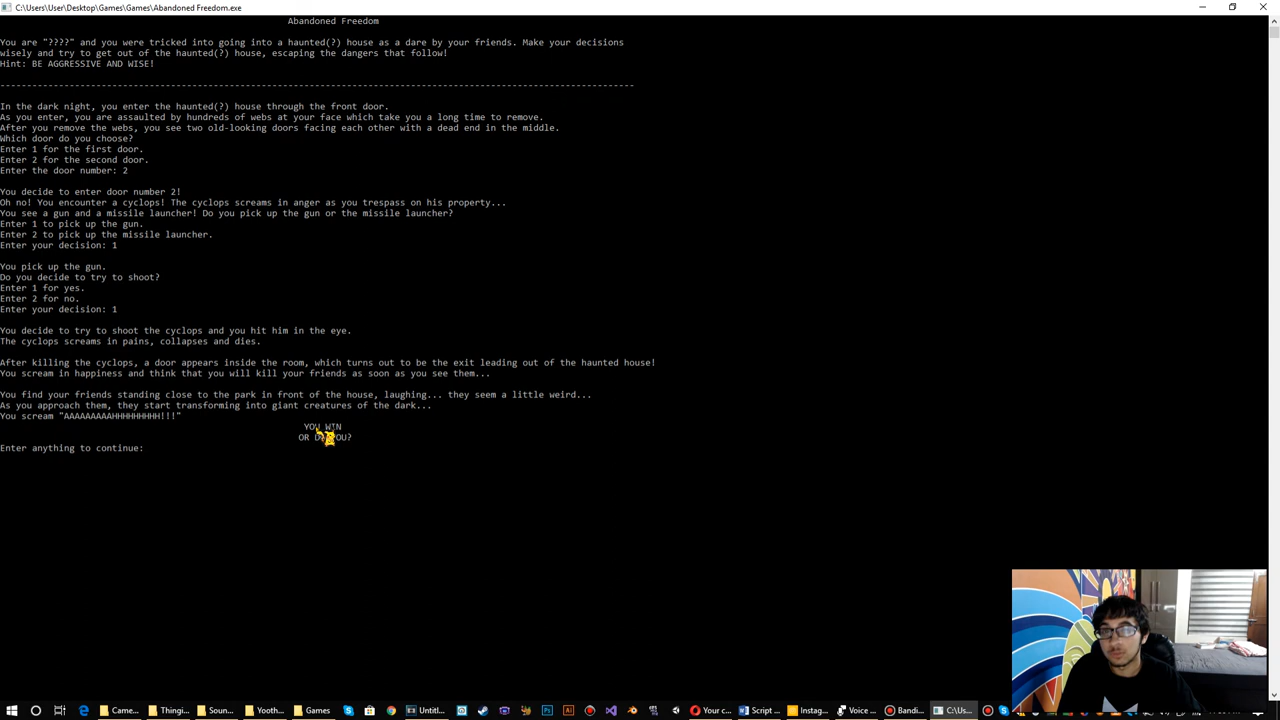 C:\Users\User\Desktop\Games\Games\Abandoned Freedom.exe
Abandoned Freedom
You are "????" and you were tricked into going into a haunted(?) house as a dare by your friends. Make your decisions
wisely and try to get out of the haunted(?) house, escaping the dangers that follow!
Hint: BE AGGRESSIVE AND WISE!
-----------------------------------------------------------------------------------------------------------------------
In the dark night, you enter the haunted(?) house through the front door.
As you enter, you are assaulted by hundreds of webs at your face which take you a long time to remove.
After you remove the webs, you see two old-looking doors facing each other with a dead end in the middle.
Which door do you choose?
Enter 1 for the first door.
Enter 2 for the second door.
Enter the door number: 2
You decide to enter door number 2!
Oh no! You encounter a cyclops! The cyclops screams in anger as you trespass on his property...
You see a gun and a missile launcher! Do you pick up the gun or the missile launcher?
Enter 1 to pick up the gun.
Enter 2 to pick up the missile launcher.
Enter your decision: 1
You pick up the gun.
Do you decide to try to shoot?
Enter 1 for yes.
Enter 2 for no.
Enter your decision: 1
You decide to try to shoot the cyclops and you hit him in the eye.
The cyclops screams in pains, collapses and dies.
After killing the cyclops, a door appears inside the room, which turns out to be the exit leading out of the haunted house!
You scream in happiness and think that you will kill your friends as soon as you see them...
You find your friends standing close to the park in front of the house, laughing... they seem a little weird...
As you approach them, they start transforming into giant creatures of the dark...
You scream "AAAAAAAAAHHHHHHHHH!!!"
YOU WIN
OR YOU?
Enter anything to continue:
Came... Thingi... Soun... Yooth... Games Untitl... Your c... Script ... Instag... Voice ... Bandi... C:\Us...